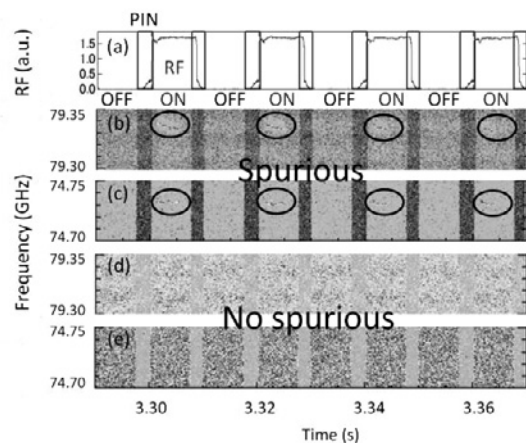 PIN
(a)
RF
RF (a.u.)
1.5
1.0
0.5
0.0
OFF ON OFF ON OFF ON OFF ON
79.35
(b)
79.30
Spurious
74.75
(c)
74.70
Frequency (GHz)
79.35
(d)
79.30
No spurious
74.75
(e)
74.70
3.30 3.32 3.34 3.36
Time (s)